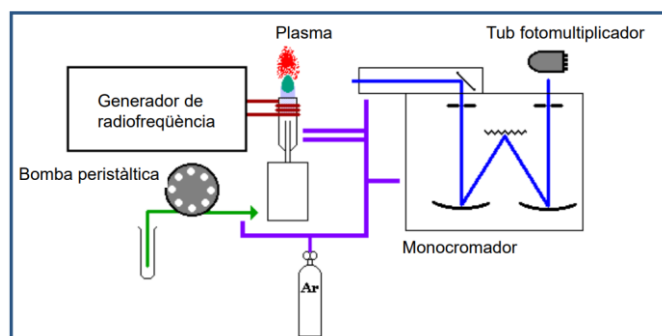 Plasma
Tub fotomultiplicador
Generador de
radiofreqüència
Bomba peristàltica
Monocromador
Ar